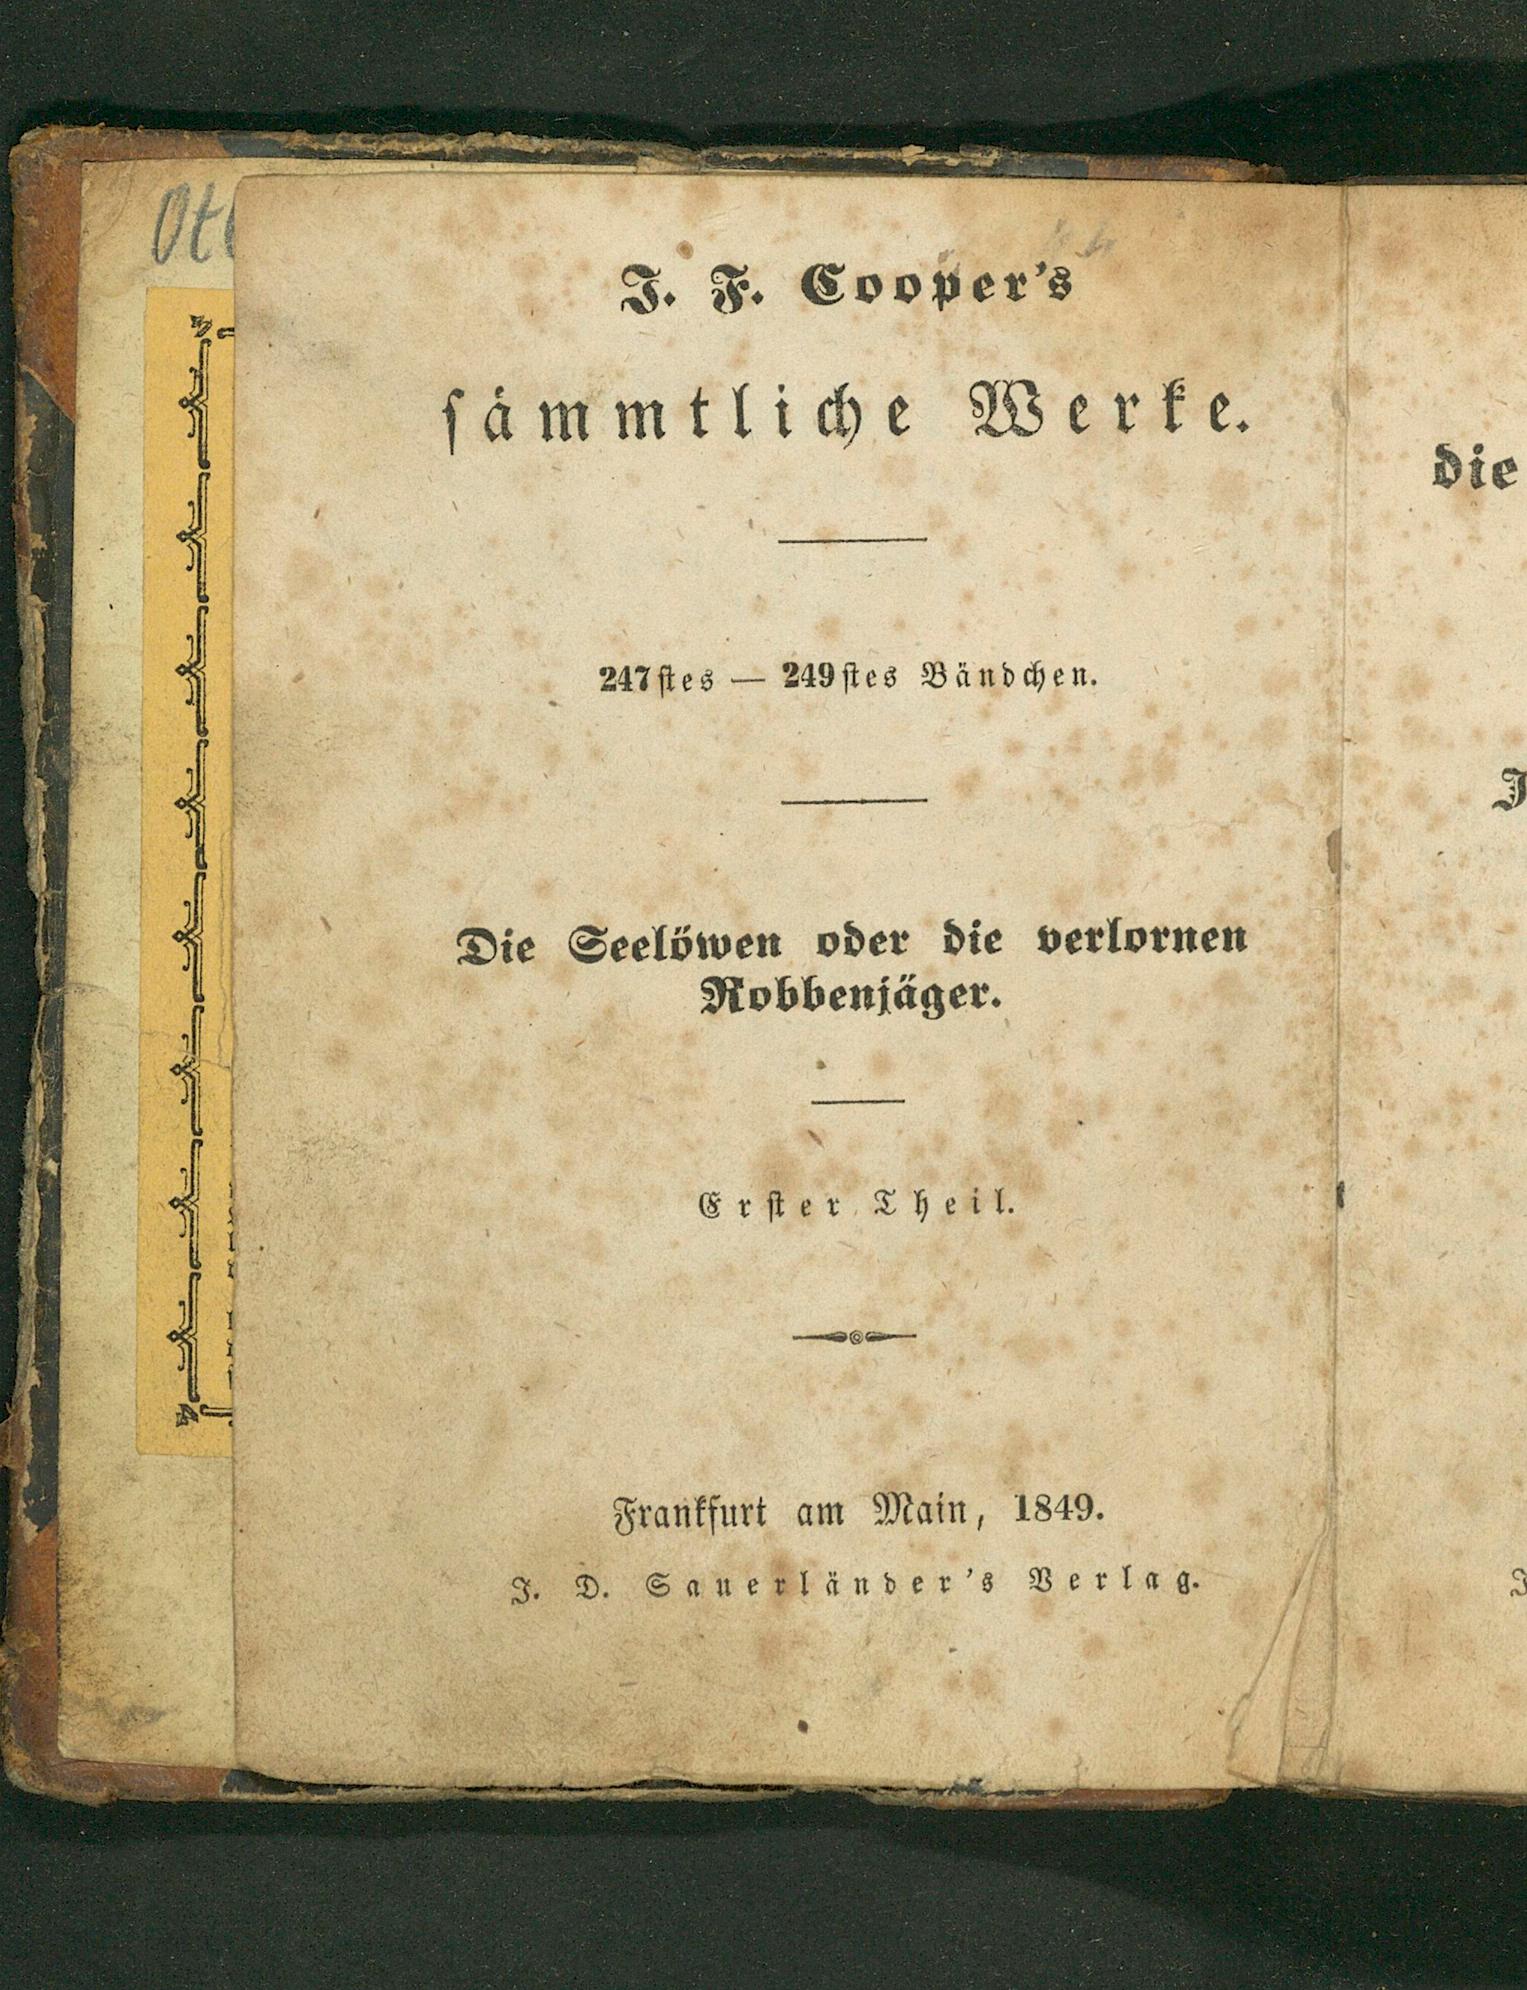 J. F. Cooper's
sämmtliche Werke.
247stes — 249stes Bändchen.
Die Seelöwen oder die verlornen
Robbenjäger.
Erster Theil.
Frankfurt am Main, 1849.
J. D. Sauerländer's Verlag.
die
J
J